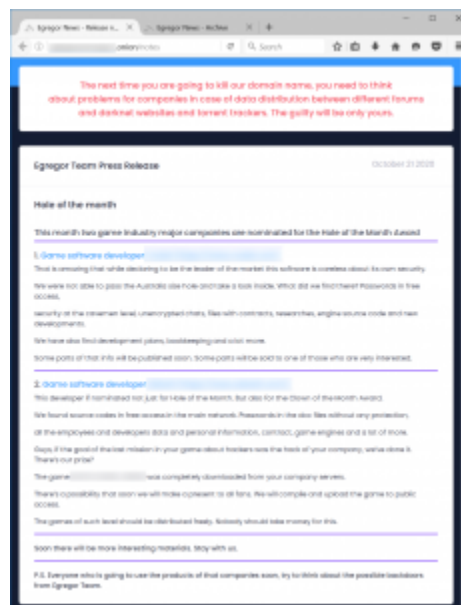 Egregor News - Release n...
Egregor News - Archive
.onion/notes
Search
The next time you are going to kill our domain name, you need to think
about problems for companies in case of data distribution between different forums
and darknet websites and torrent trackers. The guilty will be only yours.
Egregor Team Press Release
October 21 2020
Hole of the month
This month two game industry major companies are nominated for the Hole of the Month Award
1. Game software developer
That is amazing that while declaring to be the leader of the market this software is careless about its own security.
We were not able to pass the Australia size hole and take a look inside. What did we find there? Passwords in free
access,
security at the caveman level, unencrypted chats, files with contracts, researches, engine source code and new
developments.
We have also find development plans, bookkeeping and a lot more.
Some parts of that info will be published soon. Some parts will be sold to one of those who are very interested.
2. Game software developer
This developer if nominated not just for Hole of the Month. But also for the Clown of the Month Award.
We found source codes in free access in the main network. Passwords in the doc files without any protection,
all the employees and developers data and personal information, contract, game engines and a lot of more.
Guys, if the goal of the last mission in your game about hackers was the hack of your company, we've done it.
There's our prize?
The game was completely downloaded from your company servers.
There's a possibility that soon we will make a present to all fans. We will compile and upload the game to public
access.
The games of such level should be distributed freely. Nobody should take money for this.
Soon there will be more interesting materials. Stay with us.
P.S. Everyone who is going to use the products of that companies soon, try to think about the possible backdoors
from Egregor Team.